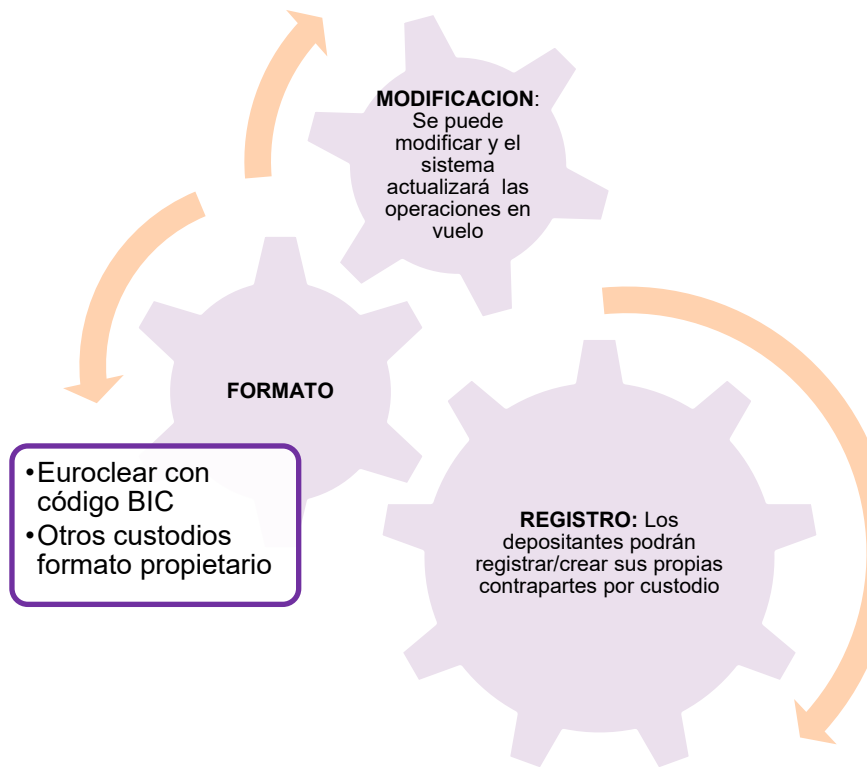 MODIFICACION:
Se puede
modificar y el
sistema
actualizará las
operaciones en
vuelo
FORMATO
•Euroclear con
código BIC
•Otros custodios
formato propietario
REGISTRO: Los
depositantes podrán
registrar/crear sus propias
contrapartes por custodio